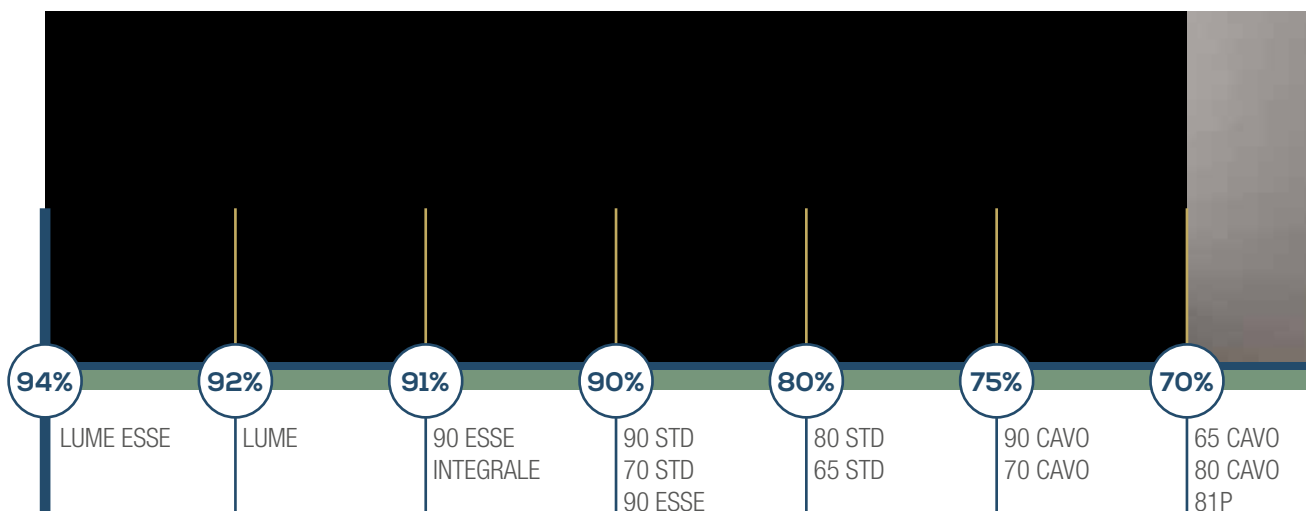 94%
92%
91%
90%
80%
75%
70%
LUME ESSE
LUME
90 ESSE
INTEGRALE
90 STD
70 STD
90 ESSE
80 STD
65 STD
90 CAVO
70 CAVO
65 CAVO
80 CAVO
81P